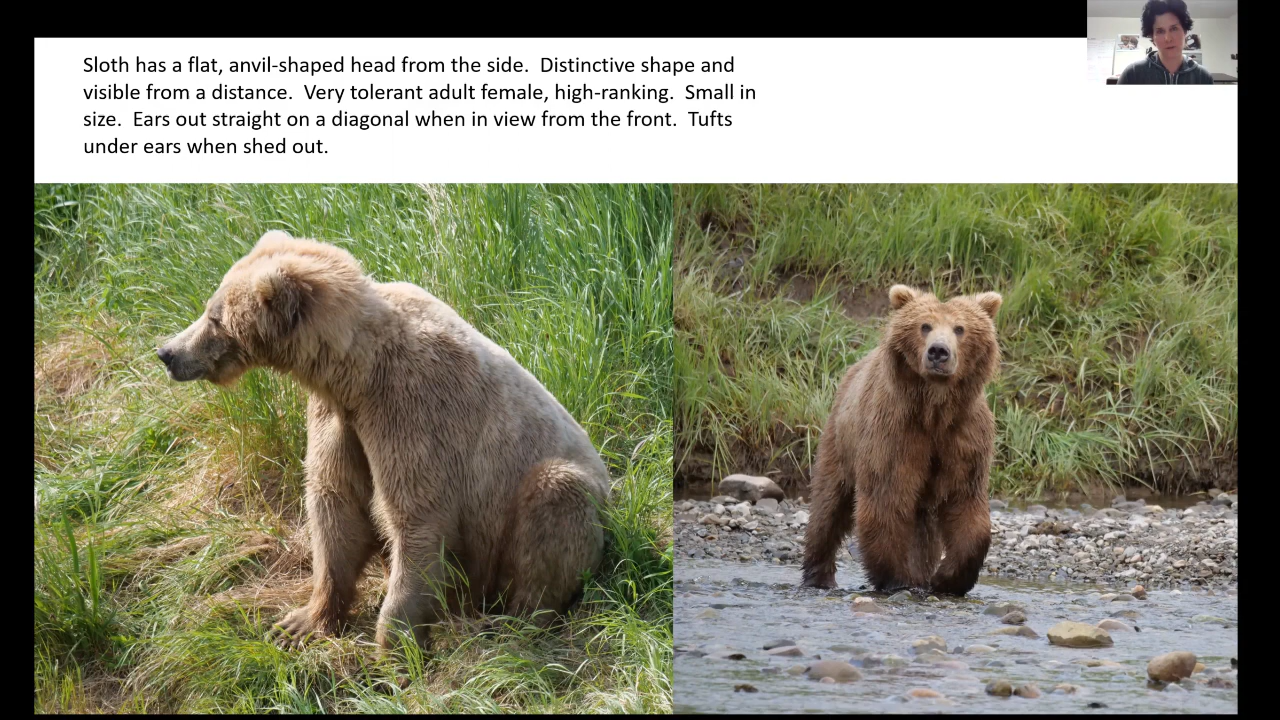 Sloth has a flat, anvil-shaped head from the side.  Distinctive shape and
visible from a distance.  Very tolerant adult female, high-ranking.  Small in
size.  Ears out straight on a diagonal when in view from the front.  Tufts
under ears when shed out.